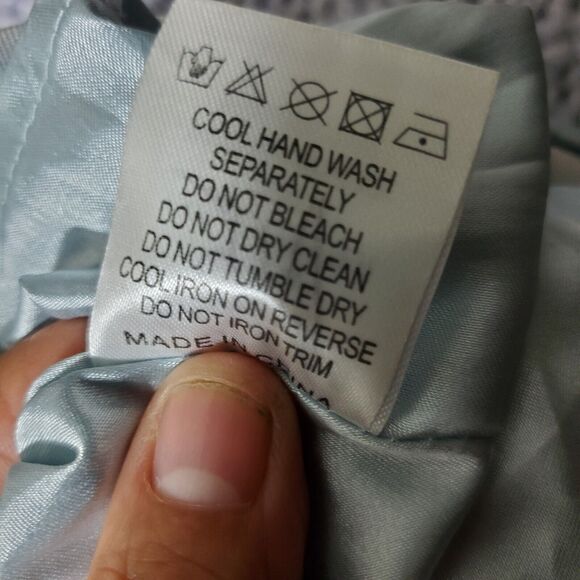 COOL HAND WASH
SEPARATELY
DO NOT BLEACH
DO NOT DRY CLEAN
DO NOT TUMBLE DRY
COOL IRON ON REVERSE
DO NOT IRON TRIM
MADE IN CHINA